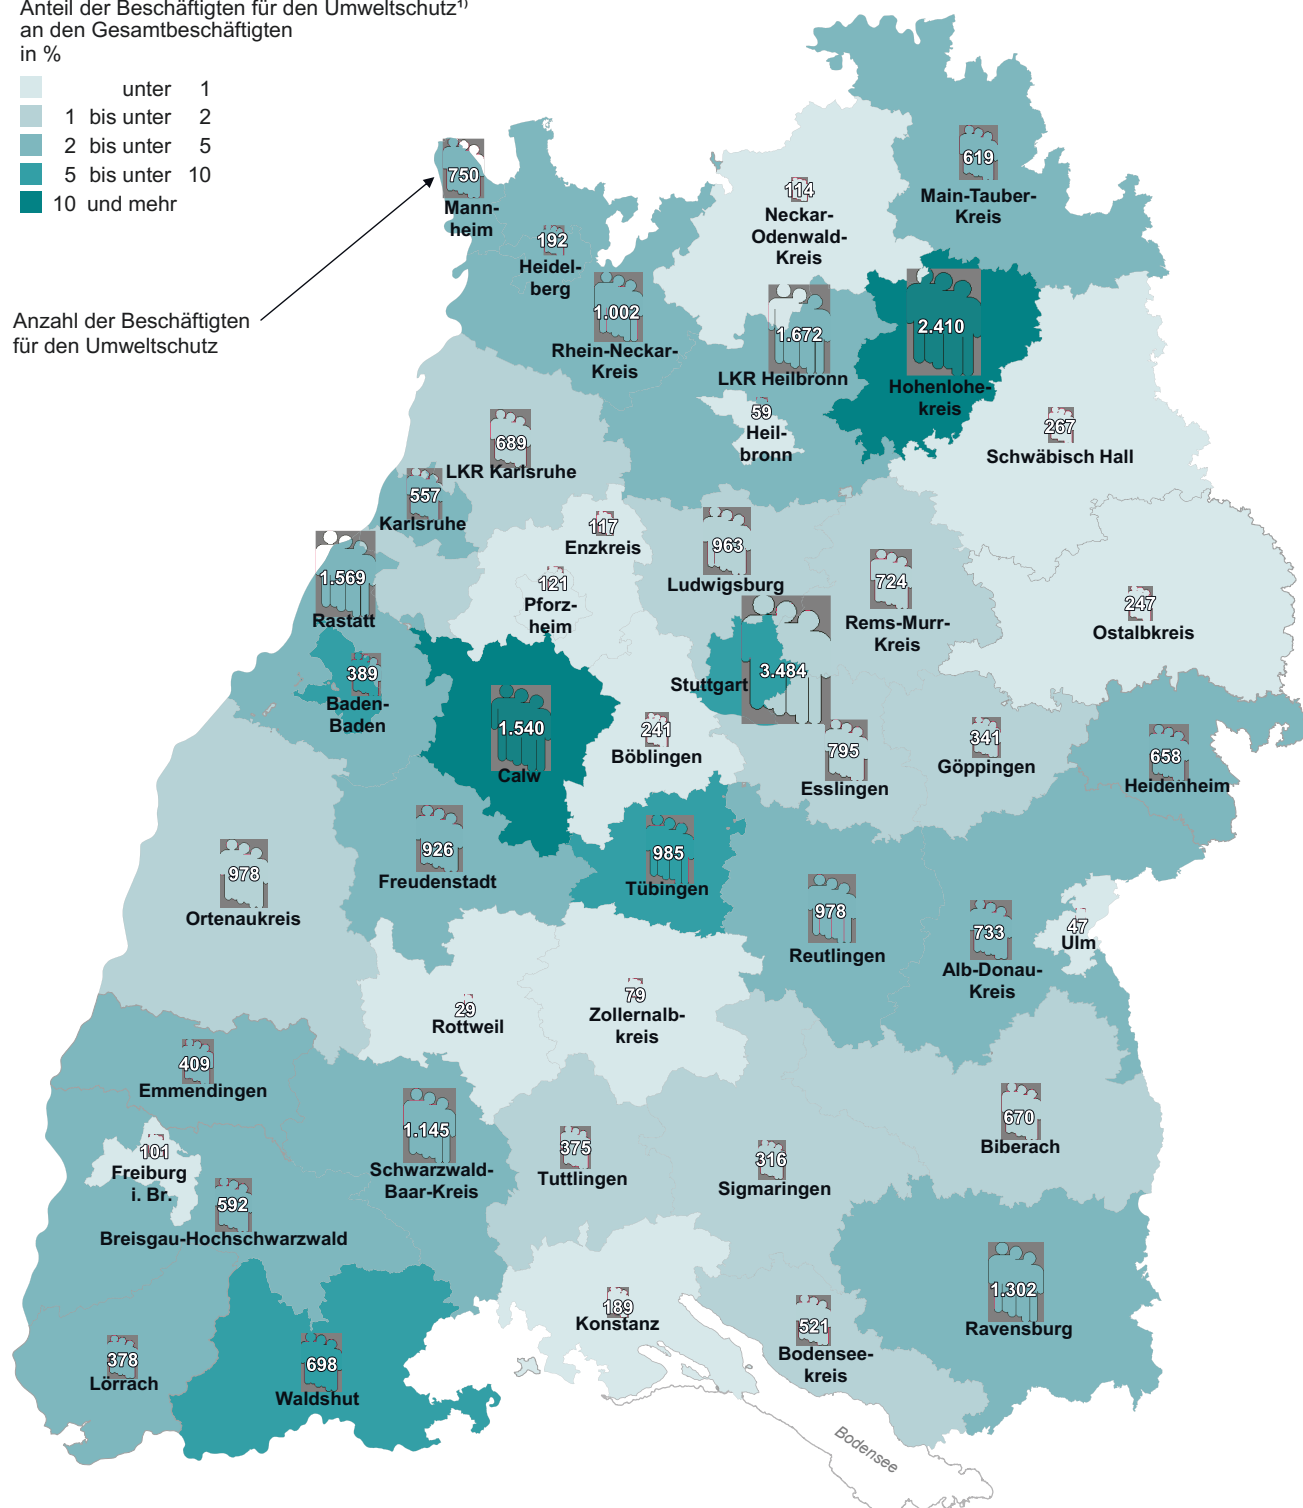 Anteil der Beschäftigten für den Umweltschutz¹⁾
an den Gesamtbeschäftigten
in %
unter 1
1 bis unter 2
2 bis unter 5
5 bis unter 10
10 und mehr
Anzahl der Beschäftigten
für den Umweltschutz
750
Mann-
heim
192
Heidel-
berg
1.002
Rhein-Neckar-
Kreis
114
Neckar-
Odenwald-
Kreis
619
Main-Tauber-
Kreis
1.672
LKR Heilbronn
2.410
Hohenlohe-
kreis
59
Heil-
bronn
267
Schwäbisch Hall
689
LKR Karlsruhe
557
Karlsruhe
117
Enzkreis
121
Pforz-
heim
963
Ludwigsburg
724
Rems-Murr-
Kreis
247
Ostalbkreis
1.569
Rastatt
389
Baden-
Baden
1.540
Calw
241
Böblingen
3.484
Stuttgart
795
Esslingen
341
Göppingen
658
Heidenheim
978
Ortenaukreis
926
Freudenstadt
985
Tübingen
978
Reutlingen
733
Alb-Donau-
Kreis
47
Ulm
29
Rottweil
79
Zollernalb-
kreis
409
Emmendingen
101
Freiburg
i. Br.
592
Breisgau-Hochschwarzwald
1.145
Schwarzwald-
Baar-Kreis
375
Tuttlingen
316
Sigmaringen
670
Biberach
378
Lörrach
698
Waldshut
189
Konstanz
521
Bodensee-
kreis
1.302
Ravensburg
Bodensee